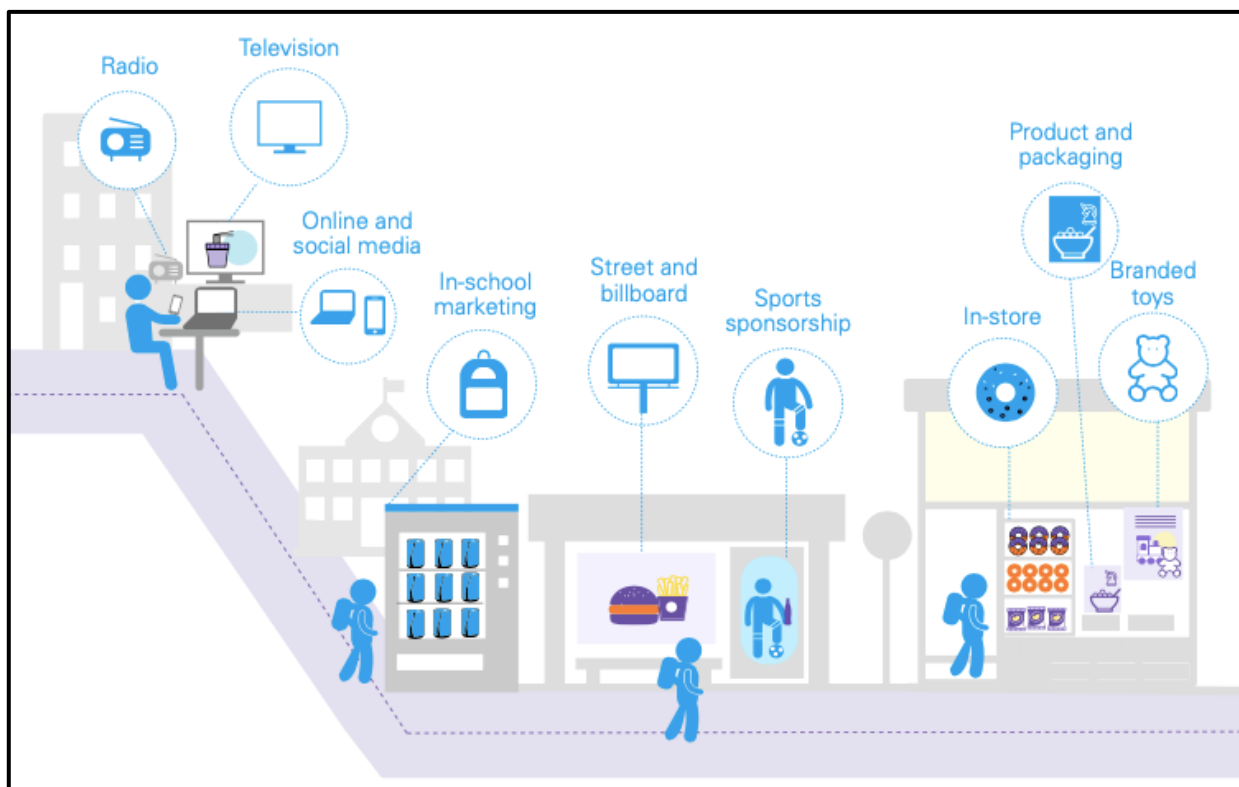 Radio
Television
Online and
social media
In-school
marketing
Street and
billboard
Sports
sponsorship
In-store
Product and
packaging
Branded
toys